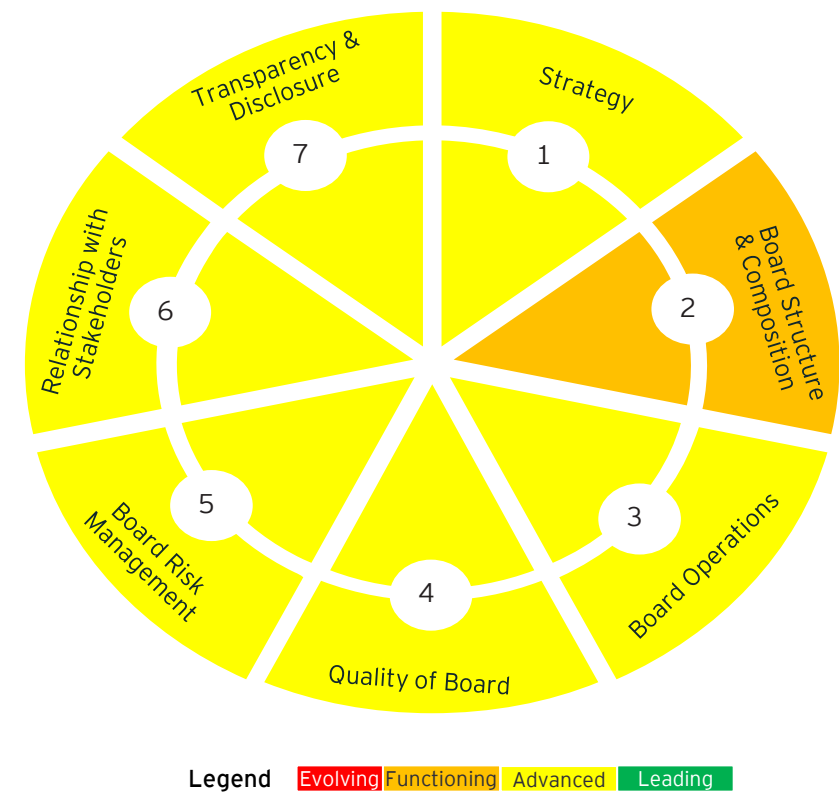 Transparency &
Disclosure
7
Strategy
1
Board Structure
& Composition
2
Board Operations
3
Quality of Board
4
Board Risk
Management
5
Relationship with
Stakeholders
6
Legend Evolving Functioning Advanced Leading